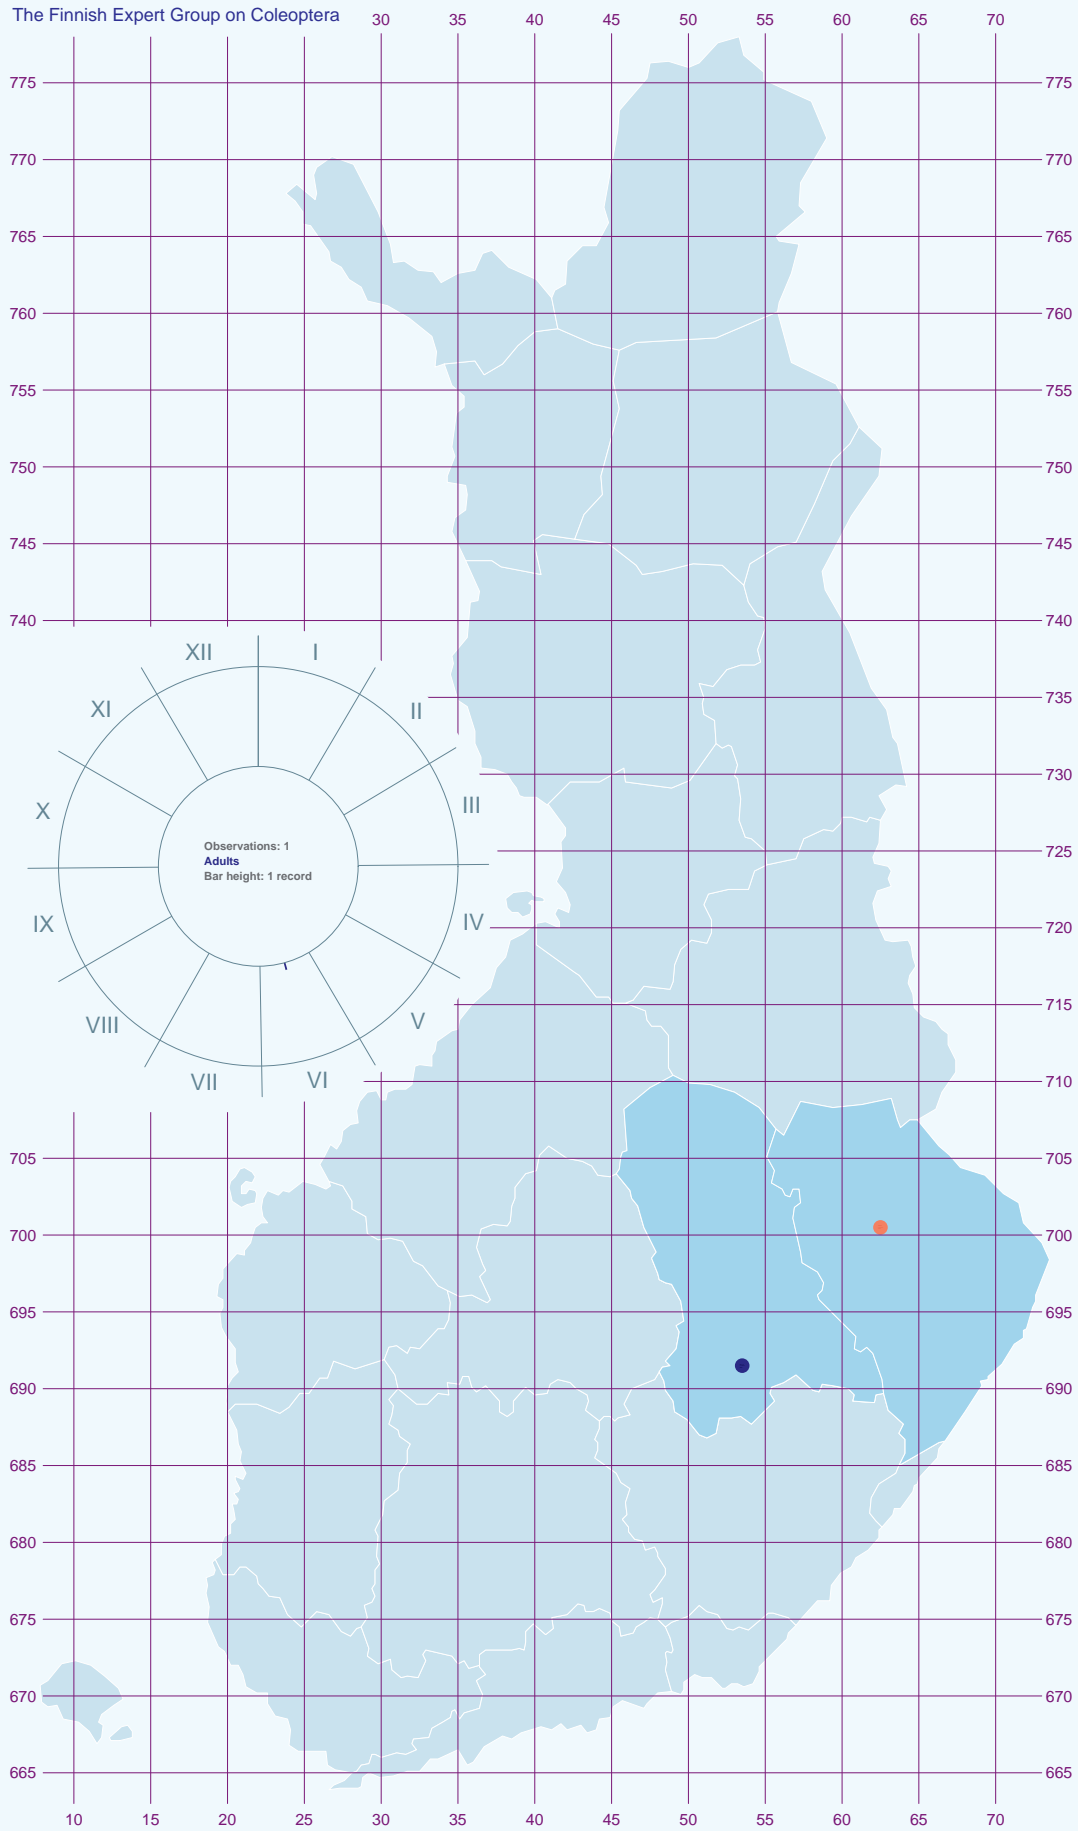 The Finnish Expert Group on Coleoptera 30 35 40 45 50 55 60 65 70
775 775
770 770
765 765
760 760
755 755
750 750
745 745
740 740
XII I
XI II
735
730
X III
Observations: 1
Adults
Bar height: 1 record
725
IX IV
720
715
VIII V
VII VI
710
705 705
700 700
695 695
690 690
685 685
680 680
675 675
670 670
665 665
10 15 20 25 30 35 40 45 50 55 60 65 70